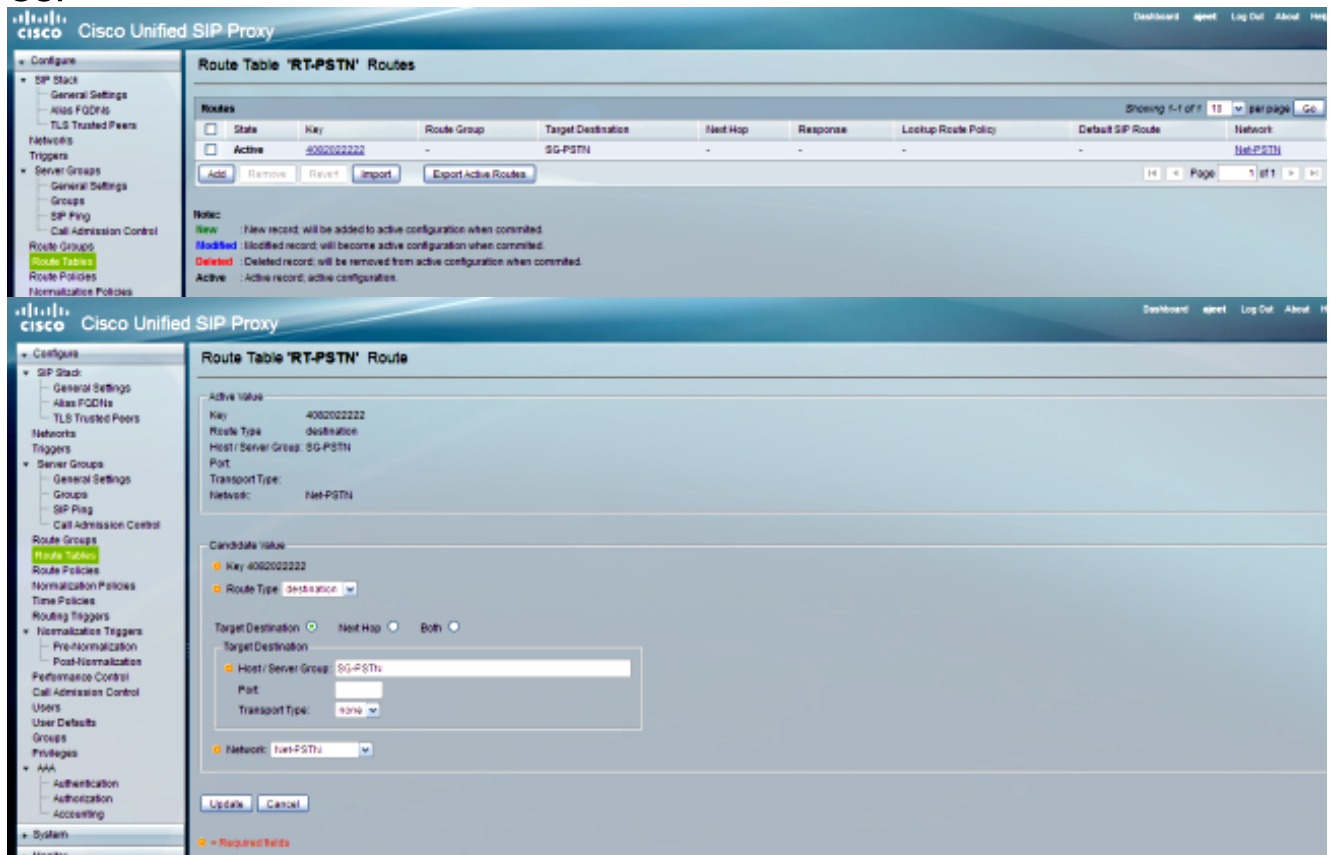 Dashboard ajeet Log Out About Help
CISCO Cisco Unified SIP Proxy
Configure
SIP Stack
General Settings
Alias FQDNs
TLS Trusted Peers
Networks
Triggers
Server Groups
General Settings
Groups
SIP Ping
Call Admission Control
Route Groups
Route Tables
Route Policies
Normalization Policies
Route Table 'RT-PSTN' Routes
Routes Showing 1-1 of 1 10 per page Go
State Key Route Group Target Destination Next Hop Response Lookup Route Policy Default SIP Route Network
Active 4082022222 - SG-PSTN - - - - Net-PSTN
Add Remove Revert Import Export Active Routes Page 1 of 1
Note:
New : New record; will be added to active configuration when commited.
Modified : Modified record; will become active configuration when commited.
Deleted : Deleted record; will be removed from active configuration when commited.
Active : Active record; active configuration.
Dashboard ajeet Log Out About H
CISCO Cisco Unified SIP Proxy
Configure
SIP Stack
General Settings
Alias FQDNs
TLS Trusted Peers
Networks
Triggers
Server Groups
General Settings
Groups
SIP Ping
Call Admission Control
Route Groups
Route Tables
Route Policies
Normalization Policies
Time Policies
Routing Triggers
Normalization Triggers
Pre-Normalization
Post-Normalization
Performance Control
Call Admission Control
Users
User Defaults
Groups
Privileges
AAA
Authentication
Authorization
Accounting
System
Route Table 'RT-PSTN' Route
Active Value
Key 4082022222
Route Type destination
Host / Server Group: SG-PSTN
Port:
Transport Type:
Network: Net-PSTN
Candidate Value
Key 4082022222
Route Type destination
Target Destination Next Hop Both
Target Destination
Host / Server Group: SG-PSTN
Port:
Transport Type: none
Network: Net-PSTN
Update Cancel
= Required fields